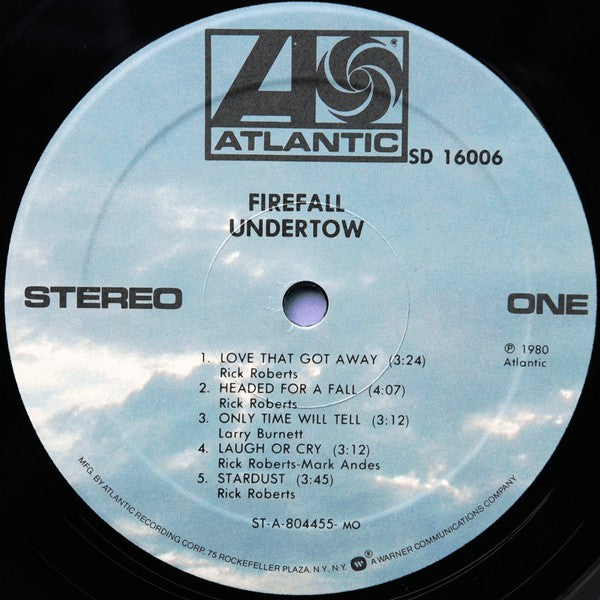 ATLANTIC
SD 16006
FIREFALL
UNDERTOW
STEREO
ONE
℗ 1980
Atlantic
1. LOVE THAT GOT AWAY (3:24)
Rick Roberts
2. HEADED FOR A FALL (4:07)
Rick Roberts
3. ONLY TIME WILL TELL (3:12)
Larry Burnett
4. LAUGH OR CRY (3:12)
Rick Roberts-Mark Andes
5. STARDUST (3:45)
Rick Roberts
ST-A-804455- MO
MFG. BY ATLANTIC RECORDING CORP. 75 ROCKEFELLER PLAZA, N.Y., N.Y. W® A WARNER COMMUNICATIONS COMPANY